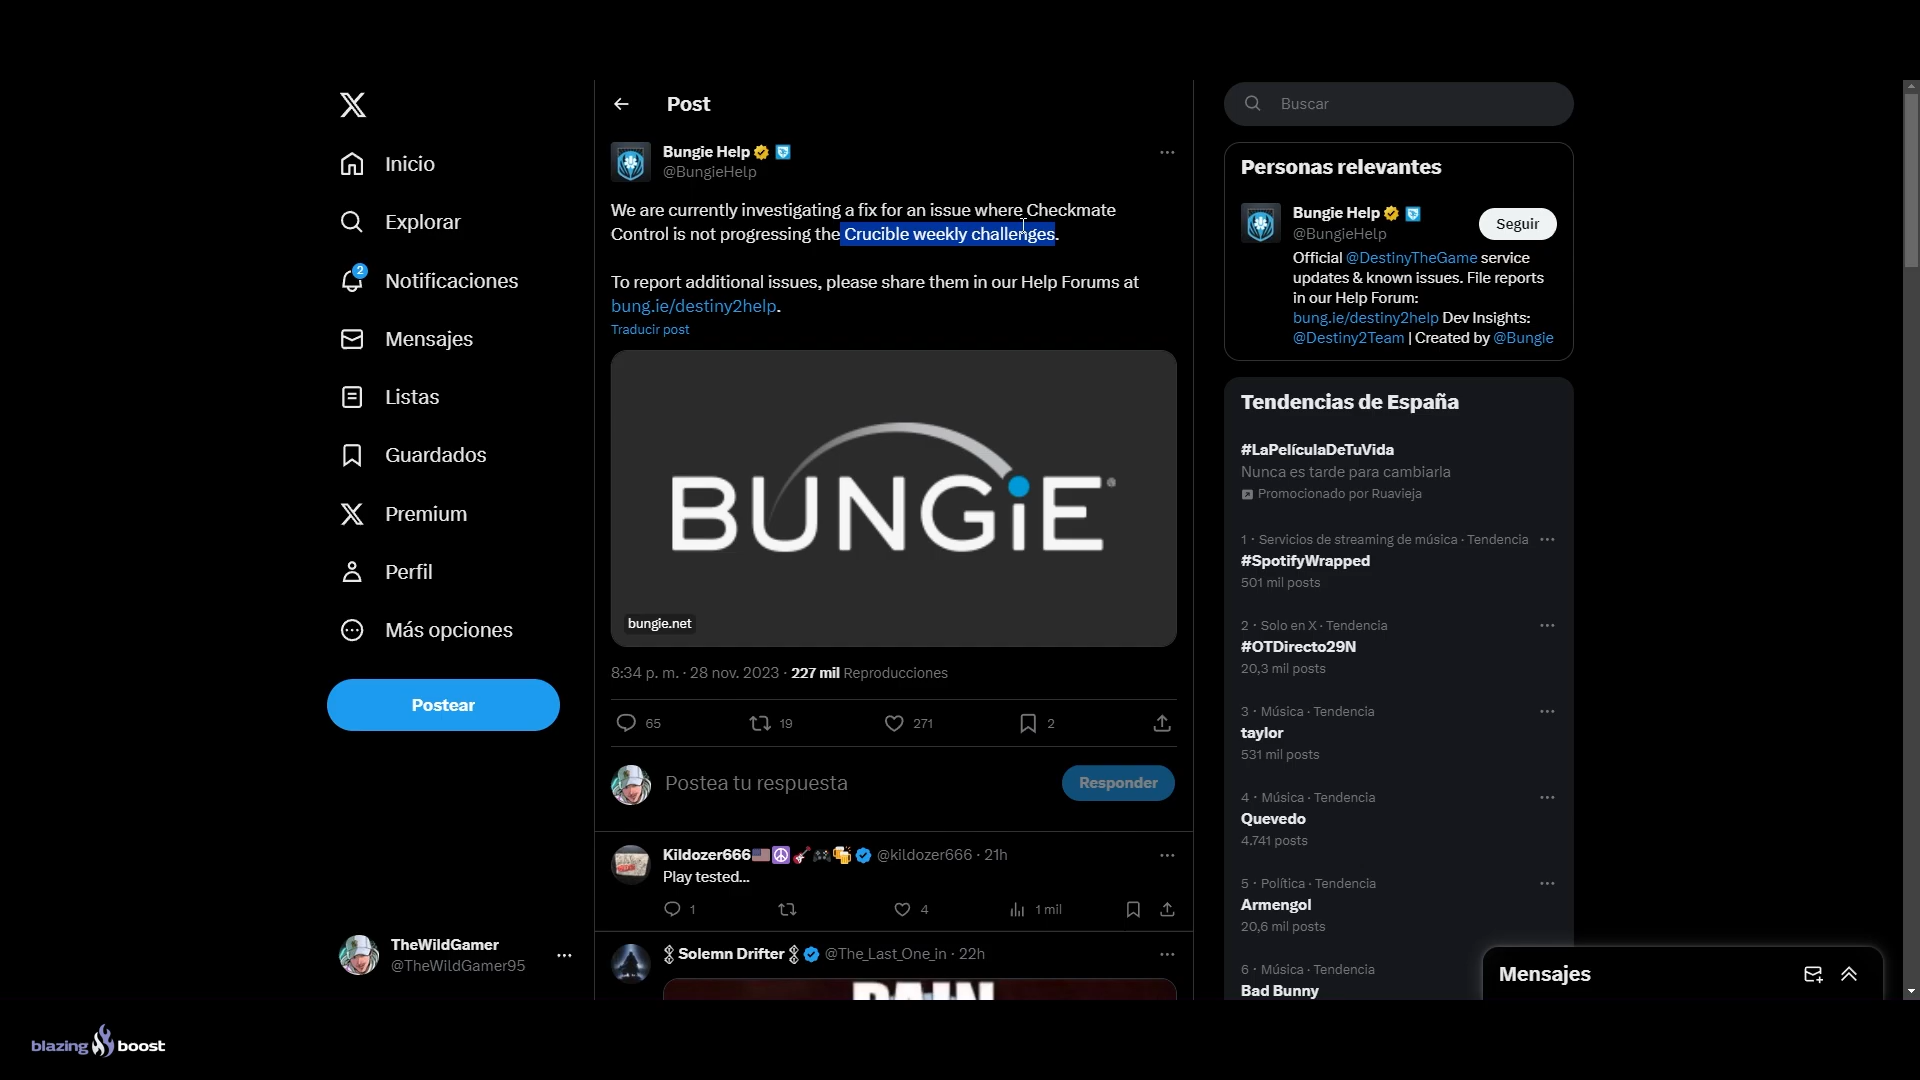 Inicio
Explorar
2
Notificaciones
Mensajes
Listas
Guardados
Premium
Perfil
Más opciones
Postear
TheWildGamer
@TheWildGamer95
blazing boost
Post
Bungie Help
@BungieHelp
We are currently investigating a fix for an issue where Checkmate
Control is not progressing the Crucible weekly challenges.
To report additional issues, please share them in our Help Forums at
bung.ie/destiny2help.
Traducir post
BUNGiE
bungie.net
8:34 p. m. · 28 nov. 2023 · 227 mil Reproducciones
65 19 271 2
Postea tu respuesta
Responder
Kildozer666 @kildozer666 · 21h
Play tested...
1 4 1 mil
Solemn Drifter @The_Last_One_in · 22h
PAIN
Buscar
Personas relevantes
Bungie Help
@BungieHelp
Seguir
Official @DestinyTheGame service
updates & known issues. File reports
in our Help Forum:
bung.ie/destiny2help Dev Insights:
@Destiny2Team | Created by @Bungie
Tendencias de España
#LaPelículaDeTuVida
Nunca es tarde para cambiarla
Promocionado por Ruavieja
1 · Servicios de streaming de música · Tendencia
#SpotifyWrapped
501 mil posts
2 · Solo en X · Tendencia
#OTDirecto29N
20,3 mil posts
3 · Música · Tendencia
taylor
531 mil posts
4 · Música · Tendencia
Quevedo
4.741 posts
5 · Política · Tendencia
Armengol
20,6 mil posts
6 · Música · Tendencia
Bad Bunny
Mensajes